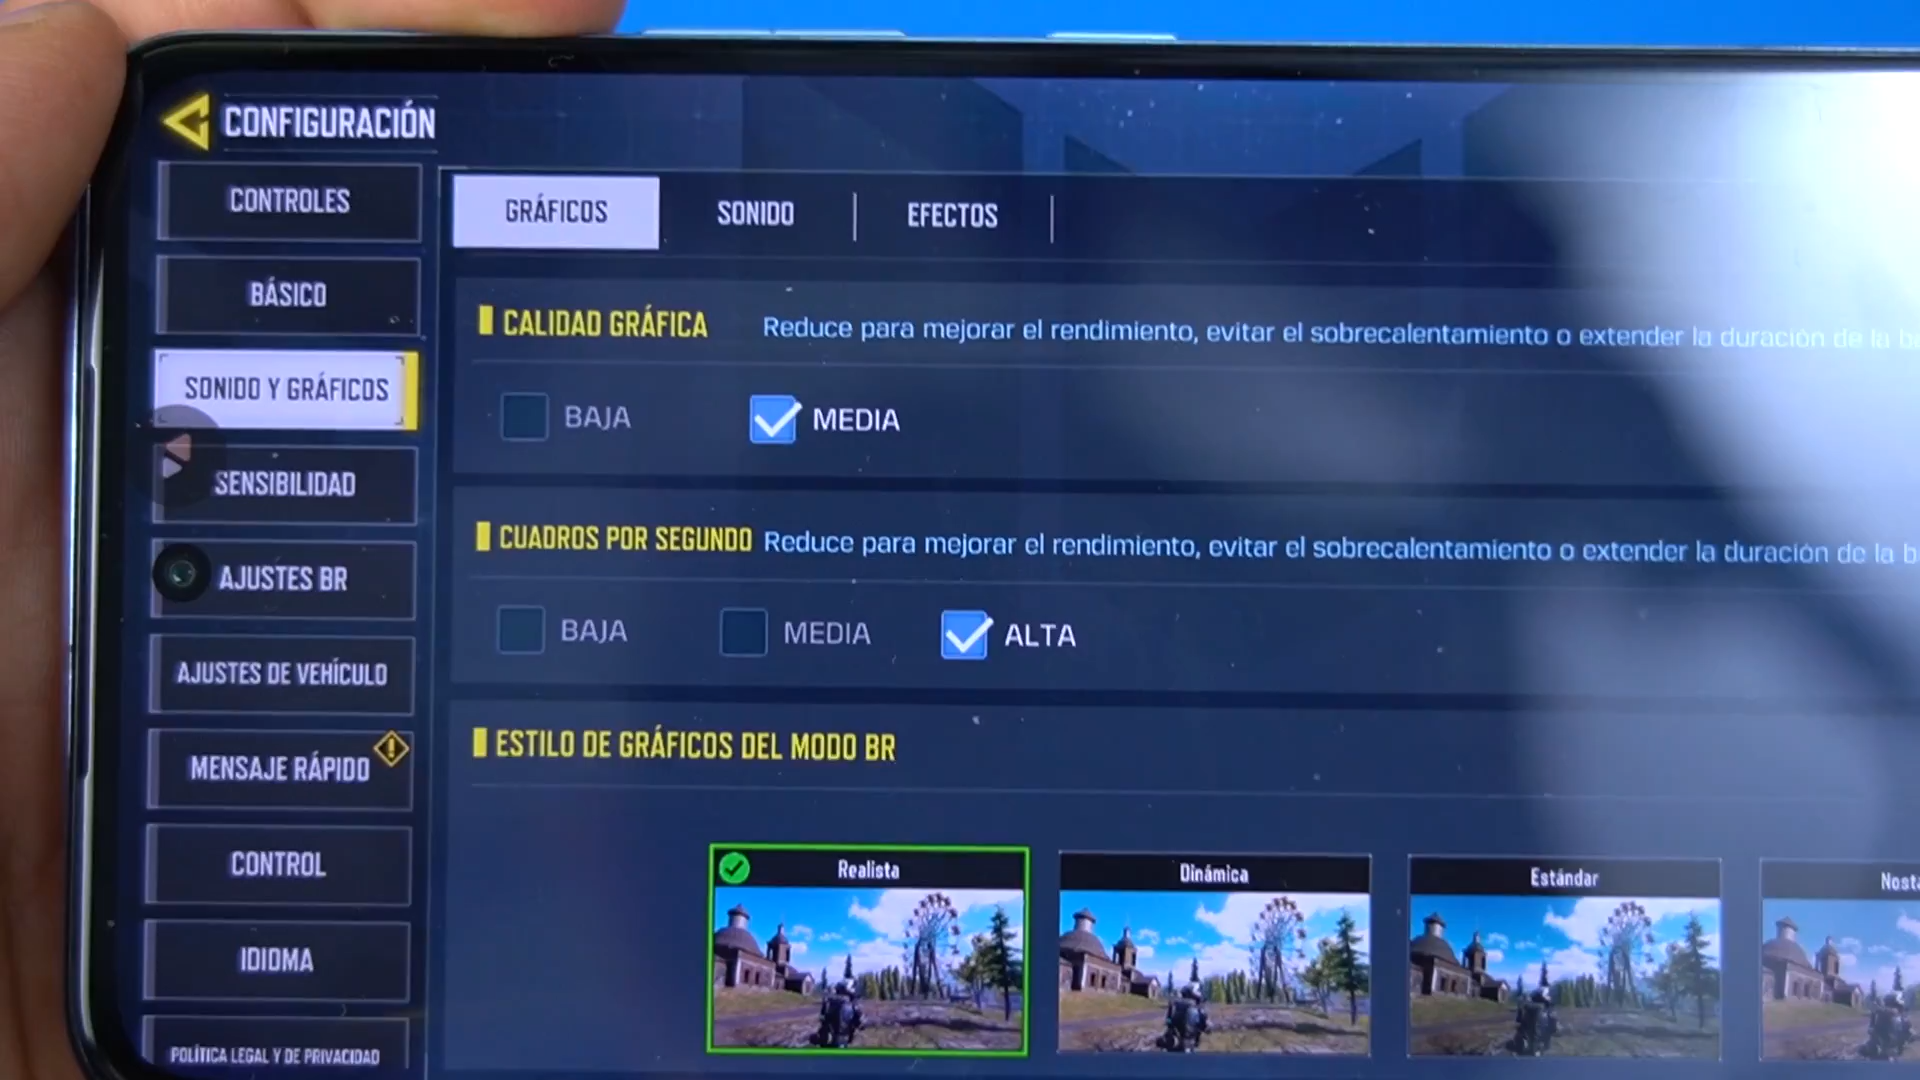 CONFIGURACIÓN
CONTROLES
BÁSICO
SONIDO Y GRÁFICOS
SENSIBILIDAD
AJUSTES BR
AJUSTES DE VEHÍCULO
MENSAJE RÁPIDO
CONTROL
IDIOMA
POLÍTICA LEGAL Y DE PRIVACIDAD
GRÁFICOS
SONIDO
EFECTOS
CALIDAD GRÁFICA
Reduce para mejorar el rendimiento, evitar el sobrecalentamiento o extender la duración de la
BAJA
MEDIA
CUADROS POR SEGUNDO
Reduce para mejorar el rendimiento, evitar el sobrecalentamiento o extender la duración de la
BAJA
MEDIA
ALTA
ESTILO DE GRÁFICOS DEL MODO BR
Realista
Dinámica
Estándar